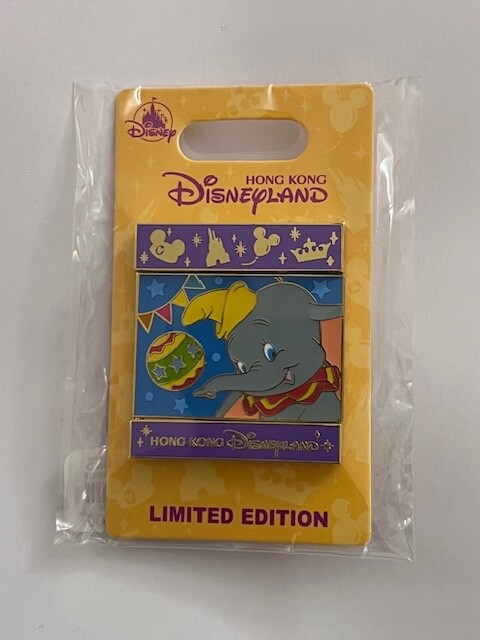 Disney
HONG KONG
Disneyland
HONG KONG Disneyland
LIMITED EDITION